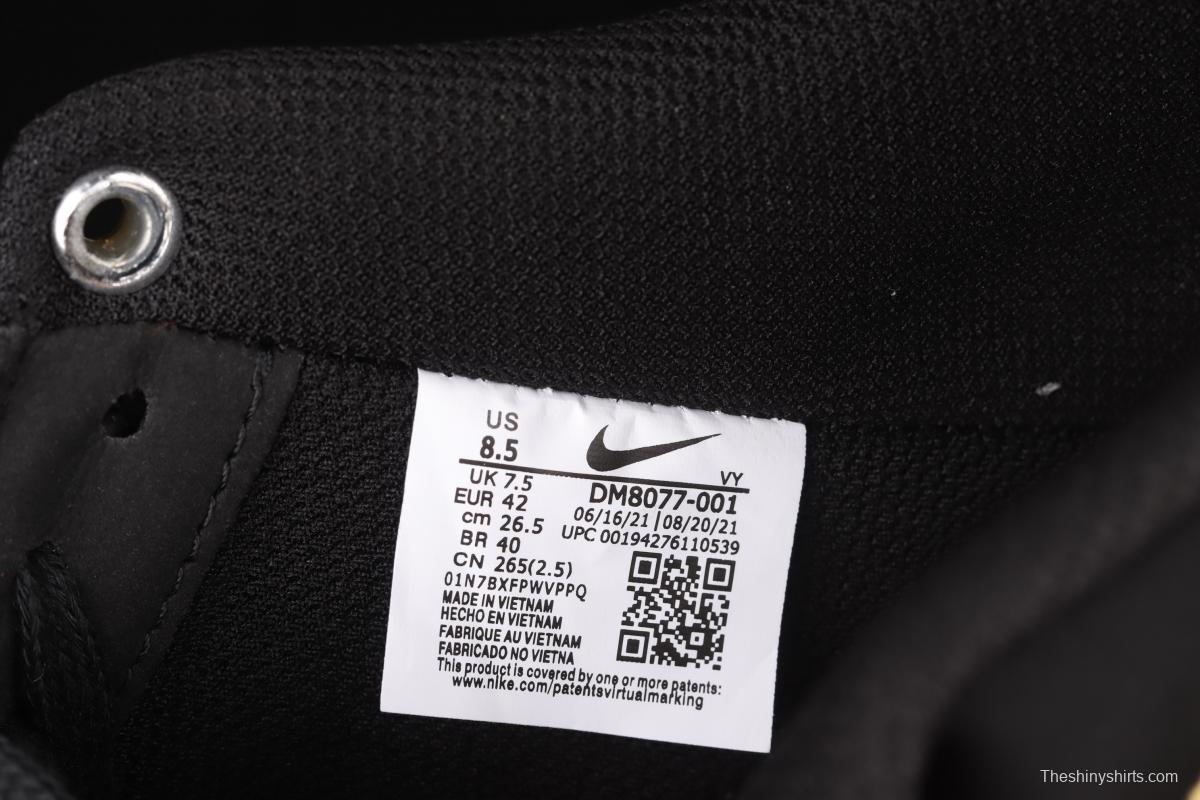 US
8.5
VY
UK 7.5
EUR 42
cm 26.5
BR 40
CN 265(2.5)
DM8077-001
06/16/21 | 08/20/21
UPC 00194276110539
01N7BXFPWVPPQ
MADE IN VIETNAM
HECHO EN VIETNAM
FABRIQUE AU VIETNAM
FABRICADO NO VIETNA
This product is covered by one or more patents:
www.nike.com/patentsvirtualmarking
Theshinyshirts.com